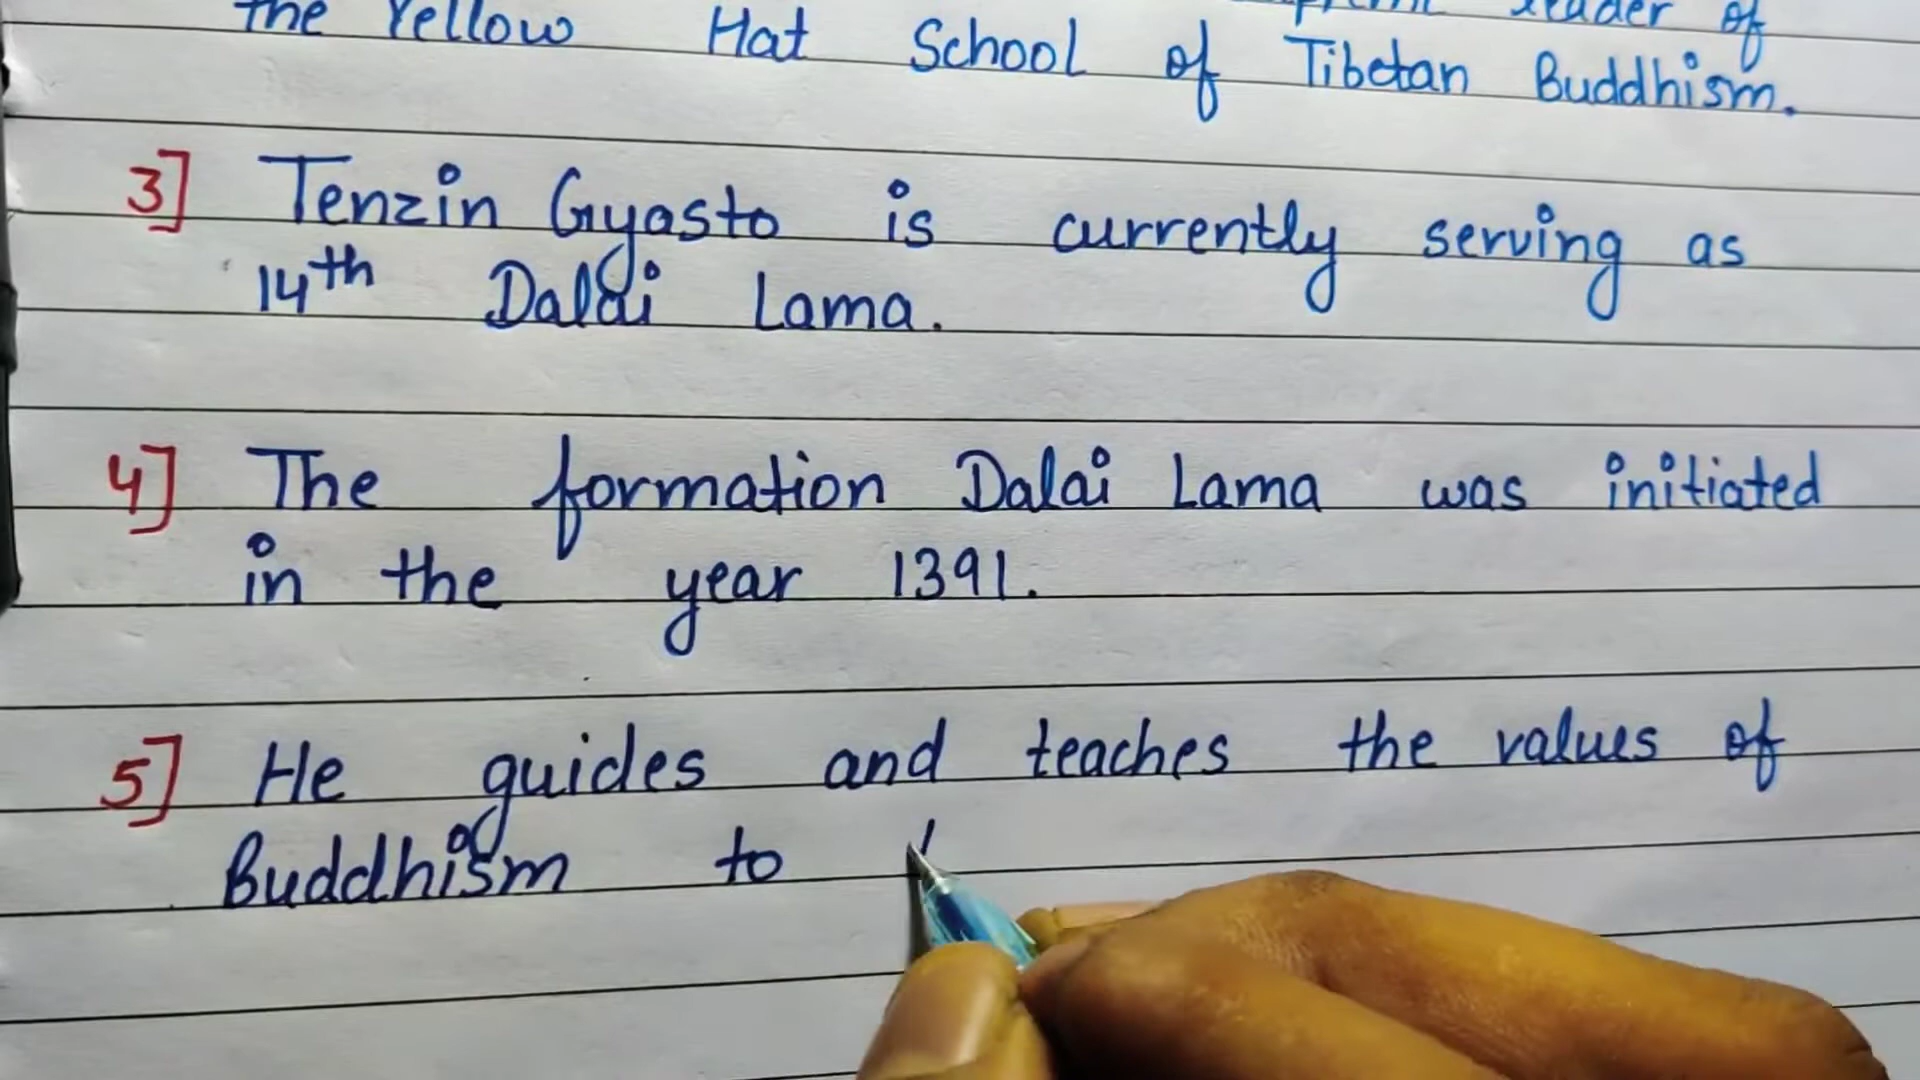 leader of
the Yellow Hat School of Tibetan Buddhism.
3] Tenzin Gyasto is currently serving as
14th Dalai Lama.
4] The formation Dalai Lama was initiated
in the year 1391.
5] He guides and teaches the values of
Buddhism to